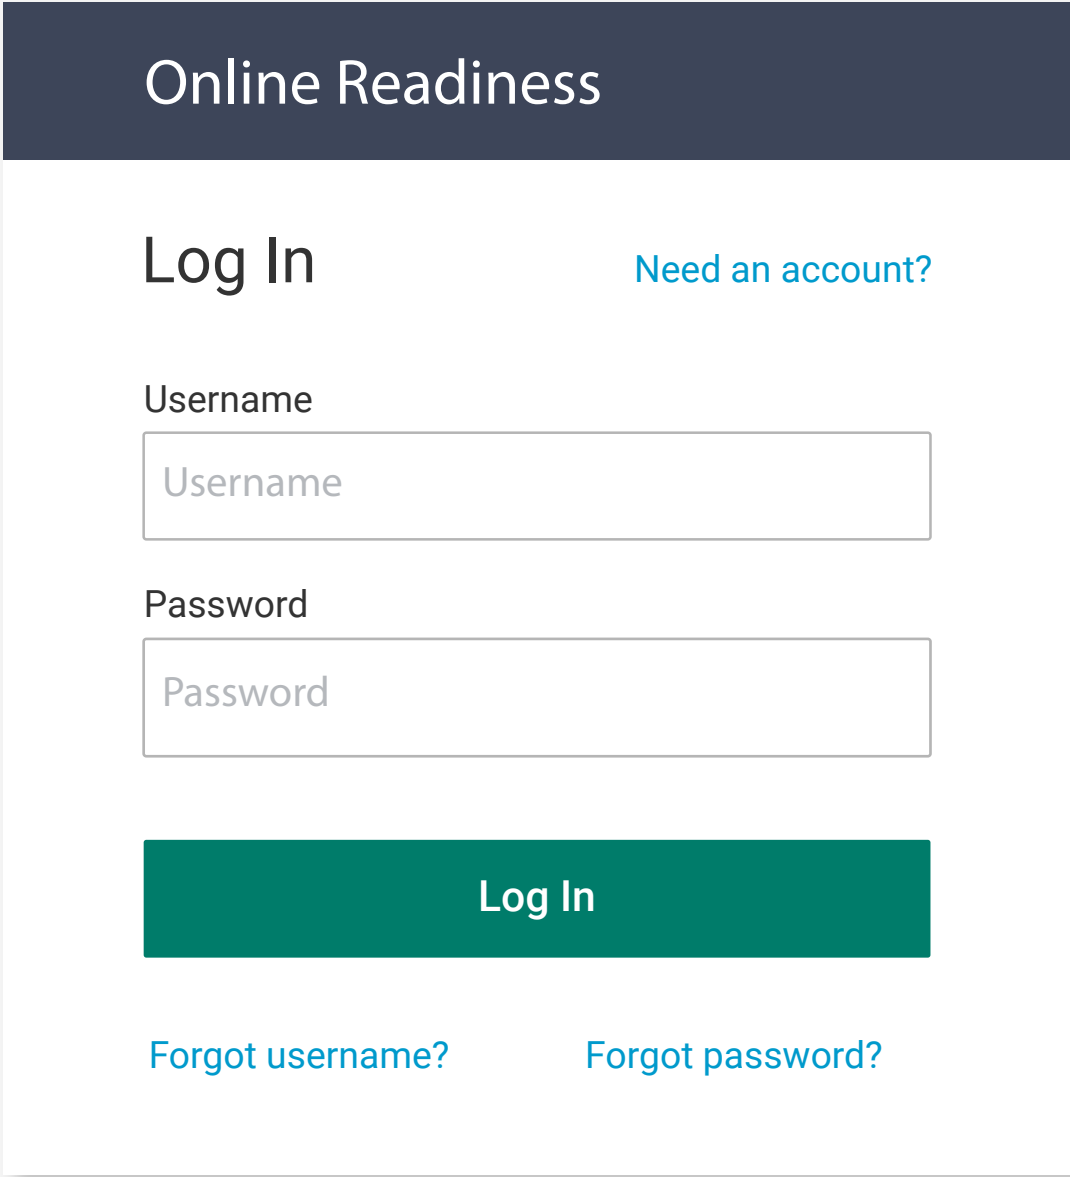 Online Readiness
Log In
Need an account?
Username
Username
Password
Password
Log In
Forgot username?
Forgot password?